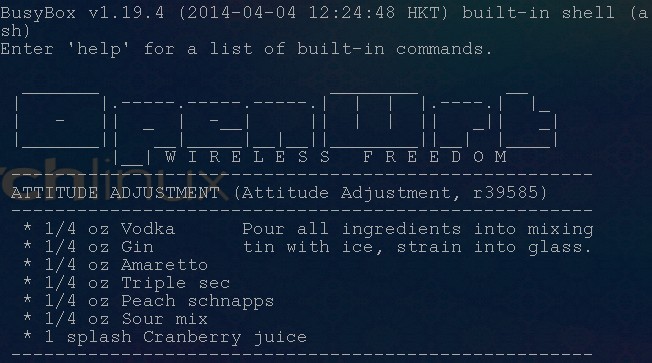 BusyBox v1.19.4 (2014-04-04 12:24:48 HKT) built-in shell (a
sh)
Enter 'help' for a list of built-in commands.
OpenWrt
W I R E L E S S   F R E E D O M
chlinux
-----------------------------------------------------
ATTITUDE ADJUSTMENT (Attitude Adjustment, r39585)
-----------------------------------------------------
* 1/4 oz Vodka      Pour all ingredients into mixing
* 1/4 oz Gin        tin with ice, strain into glass.
* 1/4 oz Amaretto
* 1/4 oz Triple sec
* 1/4 oz Peach schnapps
* 1/4 oz Sour mix
* 1 splash Cranberry juice
-----------------------------------------------------